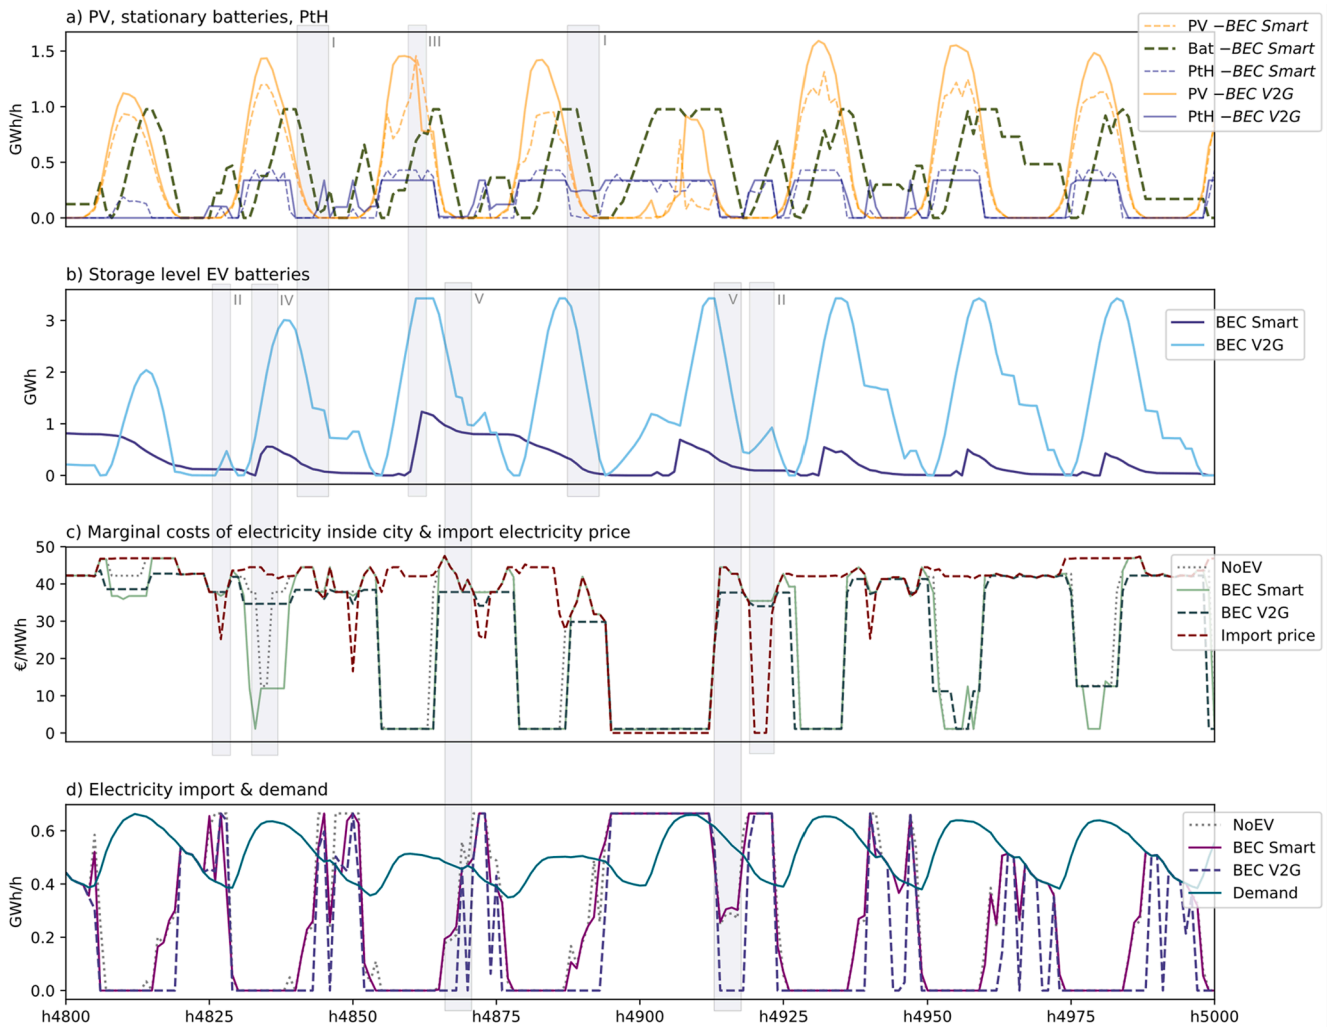 a) PV, stationary batteries, PtH
1.5
1.0
0.5
0.0
GWh/h
I
III
I
PV –BEC Smart
Bat –BEC Smart
PtH –BEC Smart
PV –BEC V2G
PtH –BEC V2G
b) Storage level EV batteries
3
2
1
0
GWh
II
IV
V
V
II
BEC Smart
BEC V2G
c) Marginal costs of electricity inside city & import electricity price
50
40
30
20
10
0
€/MWh
NoEV
BEC Smart
BEC V2G
Import price
d) Electricity import & demand
0.6
0.4
0.2
0.0
GWh/h
NoEV
BEC Smart
BEC V2G
Demand
h4800 h4825 h4850 h4875 h4900 h4925 h4950 h4975 h5000